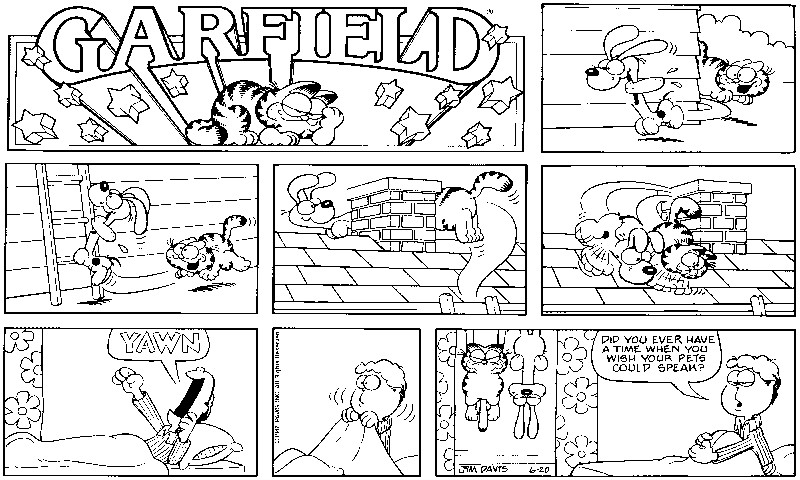 GARFIELD
YAWN
DID YOU EVER HAVE
A TIME WHEN YOU
WISH YOUR PETS
COULD SPEAK?
JIM DAVIS 6-20